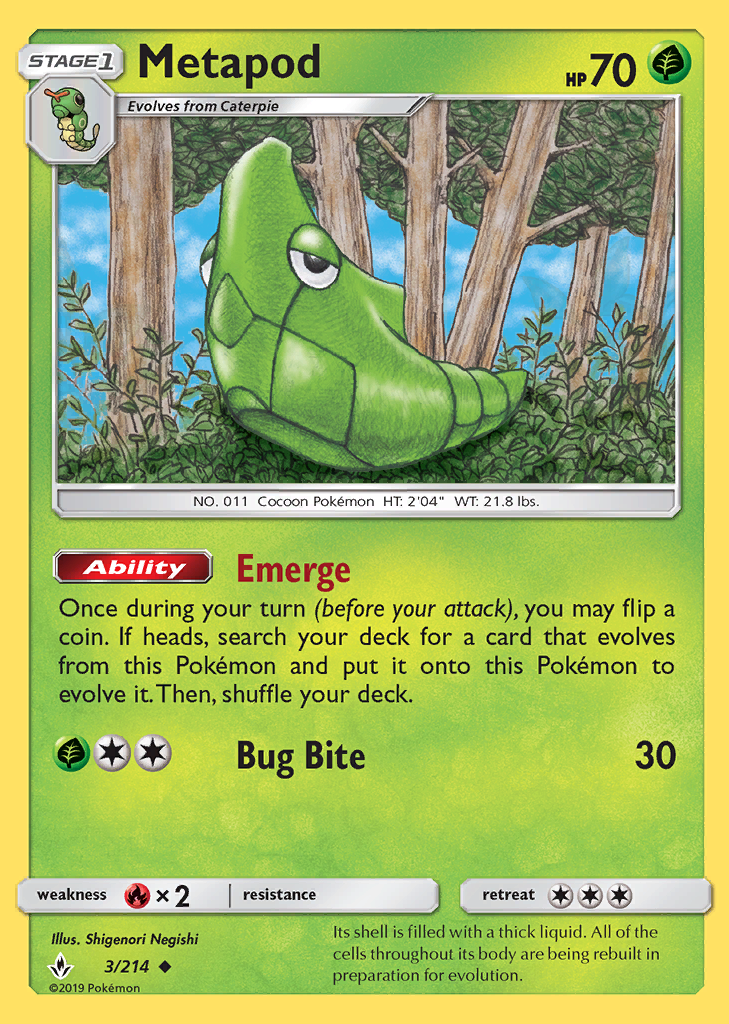 STAGE1
Metapod
HP70
Evolves from Caterpie
NO. 011 Cocoon Pokémon HT: 2'04" WT: 21.8 lbs.
Ability Emerge
Once during your turn (before your attack), you may flip a
coin. If heads, search your deck for a card that evolves
from this Pokémon and put it onto this Pokémon to
evolve it. Then, shuffle your deck.
Bug Bite 30
weakness ×2 resistance retreat
Illus. Shigenori Negishi
3/214
©2019 Pokémon
Its shell is filled with a thick liquid. All of the
cells throughout its body are being rebuilt in
preparation for evolution.